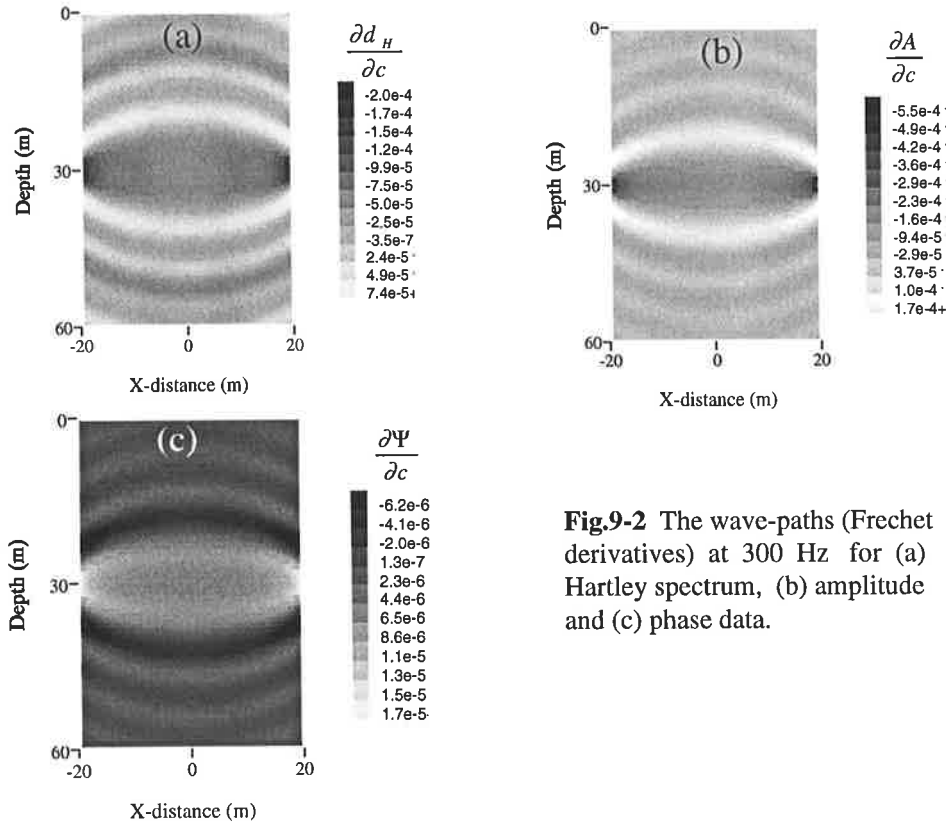 0
30
60
Depth (m)
(a)
-20
0
20
X-distance (m)
∂d_H
∂c
-2.0e-4
-1.7e-4
-1.5e-4
-1.2e-4
-9.9e-5
-7.5e-5
-5.0e-5
-2.5e-5
-3.5e-7
2.4e-5
4.9e-5
7.4e-5+
0
30
60
Depth (m)
(b)
-20
0
20
X-distance (m)
∂A
∂c
-5.5e-4
-4.9e-4
-4.2e-4
-3.6e-4
-2.9e-4
-2.3e-4
-1.6e-4
-9.4e-5
-2.9e-5
3.7e-5
1.0e-4
1.7e-4+
0
30
60
Depth (m)
(c)
-20
0
20
X-distance (m)
∂Ψ
∂c
-6.2e-6
-4.1e-6
-2.0e-6
1.3e-7
2.3e-6
4.4e-6
6.5e-6
8.6e-6
1.1e-5
1.3e-5
1.5e-5
1.7e-5
Fig.9-2 The wave-paths (Frechet
derivatives) at 300 Hz for (a)
Hartley spectrum, (b) amplitude
and (c) phase data.